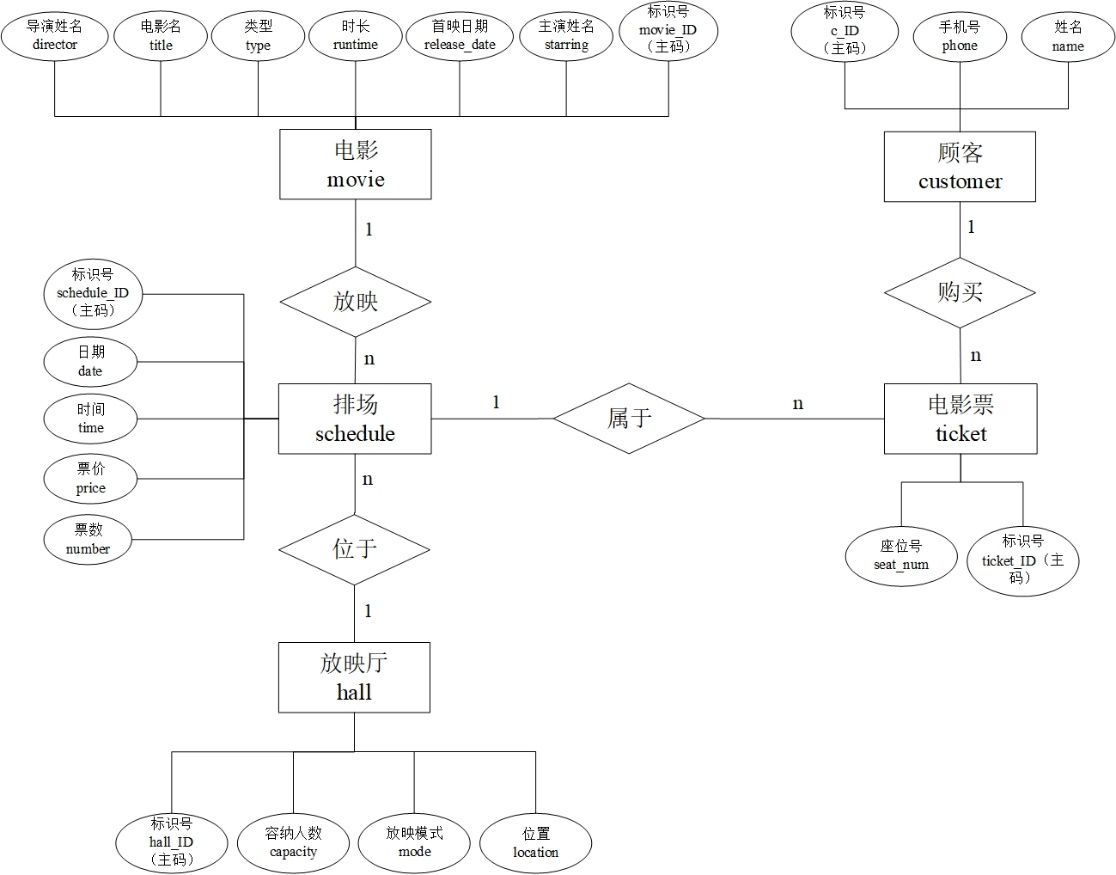 导演姓名
director
电影名
title
类型
type
时长
runtime
首映日期
release_date
主演姓名
starring
标识号
movie_ID
（主码）
标识号
c_ID
（主码）
手机号
phone
姓名
name
电影
movie
顾客
customer
1
1
标识号
schedule_ID
（主码）
放映
购买
日期
date
n
n
时间
time
排场
schedule
1
属于
n
电影票
ticket
票价
price
n
票数
number
位于
座位号
seat_num
标识号
ticket_ID（主
码）
1
放映厅
hall
标识号
hall_ID
（主码）
容纳人数
capacity
放映模式
mode
位置
location